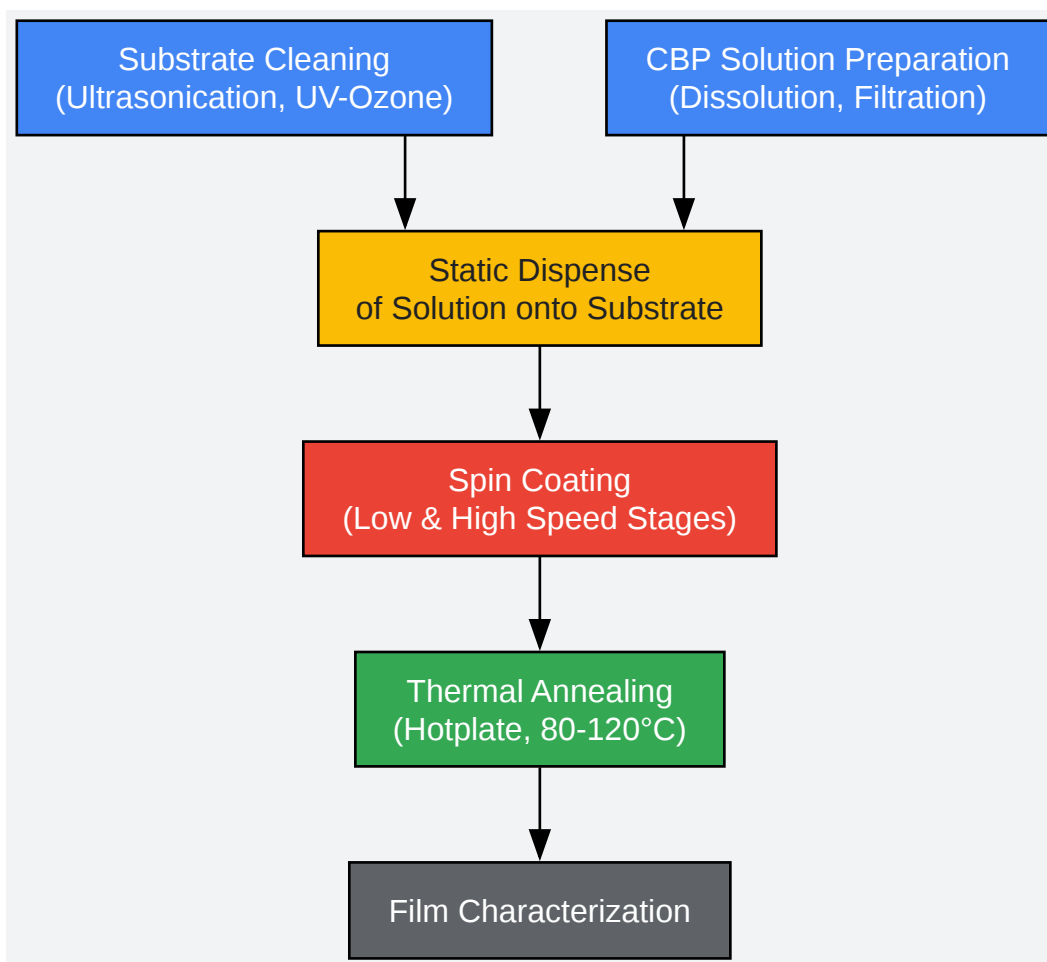 Substrate Cleaning
(Ultrasonication, UV-Ozone)
CBP Solution Preparation
(Dissolution, Filtration)
Static Dispense
of Solution onto Substrate
Spin Coating
(Low & High Speed Stages)
Thermal Annealing
(Hotplate, 80-120°C)
Film Characterization